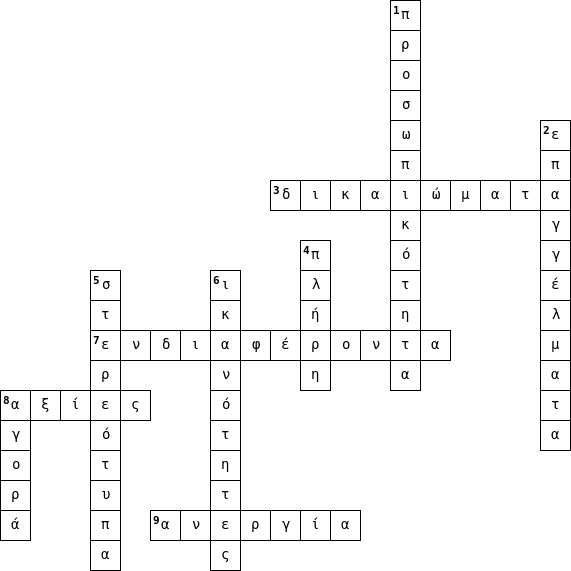 1 προσωπικότητα
2 επαγγέλματα
3 δικαιώματα
4 πλήρη
5 στερεότυπα
6 ικανότητες
7 ενδιαφέροντα
8 αξίες
αγορά
9 ανεργία